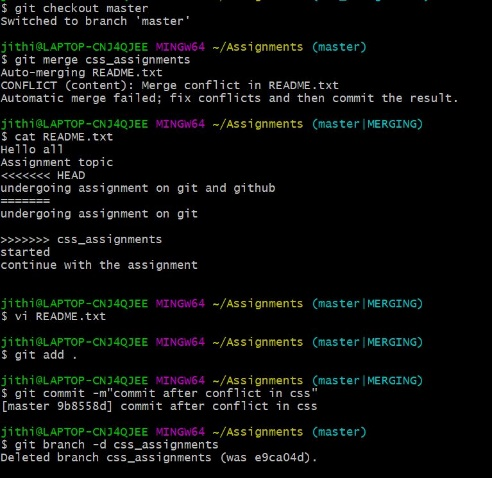 $ git checkout master
Switched to branch 'master'
jithi@LAPTOP-CNJ4QJEE MINGW64 ~/Assignments (master)
$ git merge css_assignments
Auto-merging README.txt
CONFLICT (content): Merge conflict in README.txt
Automatic merge failed; fix conflicts and then commit the result.
jithi@LAPTOP-CNJ4QJEE MINGW64 ~/Assignments (master|MERGING)
$ cat README.txt
Hello all
Assignment topic
<<<<<<< HEAD
undergoing assignment on git and github
=======
undergoing assignment on git
>>>>>>> css_assignments
started
continue with the assignment
jithi@LAPTOP-CNJ4QJEE MINGW64 ~/Assignments (master|MERGING)
$ vi README.txt
jithi@LAPTOP-CNJ4QJEE MINGW64 ~/Assignments (master|MERGING)
$ git add .
jithi@LAPTOP-CNJ4QJEE MINGW64 ~/Assignments (master|MERGING)
$ git commit -m"commit after conflict in css"
[master 9b8558d] commit after conflict in css
jithi@LAPTOP-CNJ4QJEE MINGW64 ~/Assignments (master)
$ git branch -d css_assignments
Deleted branch css_assignments (was e9ca04d).